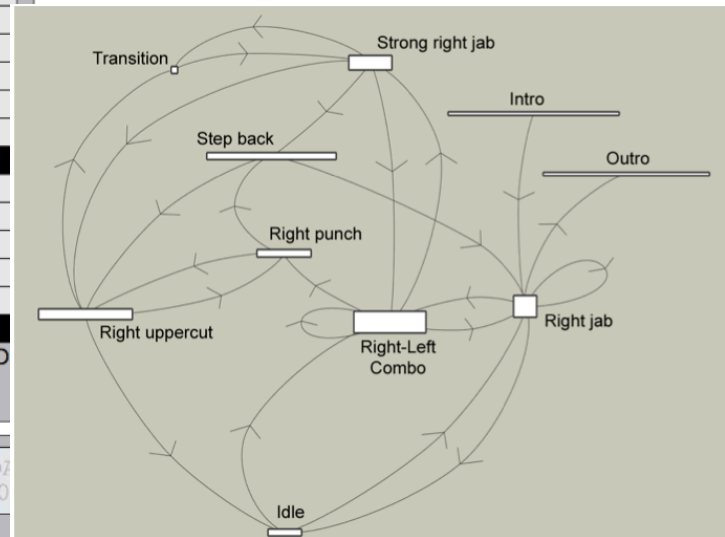 Strong right jab
Transition
Intro
Step back
Outro
Right punch
Right uppercut
Right jab
Right-Left
Combo
Idle